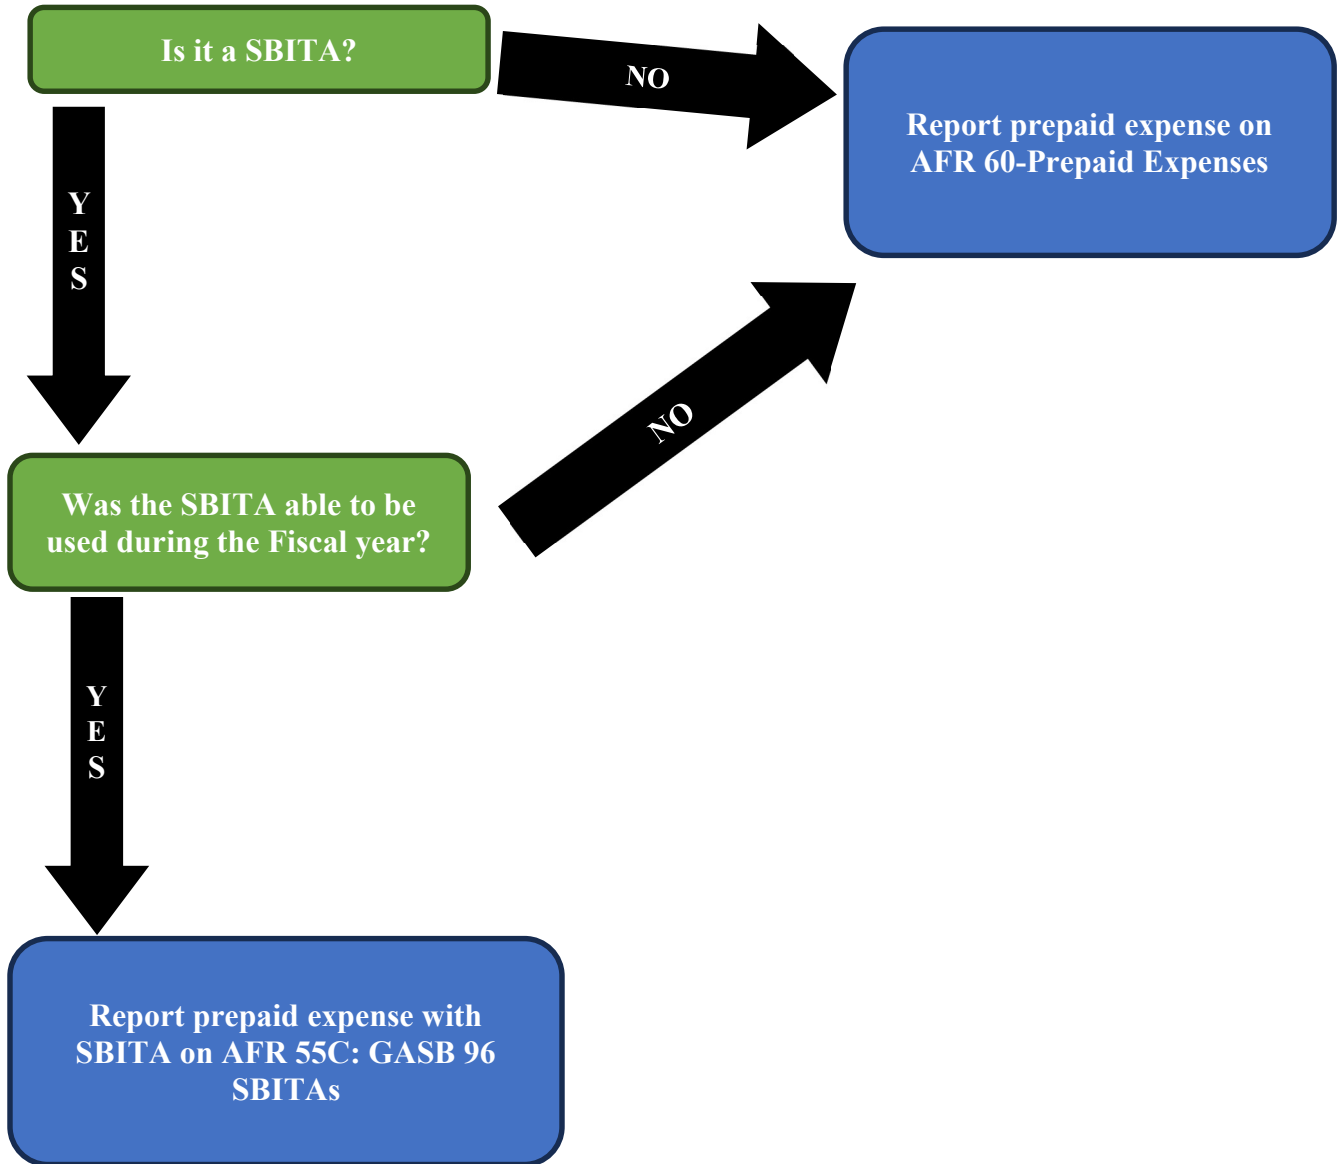 Is it a SBITA?
NO
Report prepaid expense on
AFR 60-Prepaid Expenses
Y
E
S
NO
Was the SBITA able to be
used during the Fiscal year?
Y
E
S
Report prepaid expense with
SBITA on AFR 55C: GASB 96
SBITAs